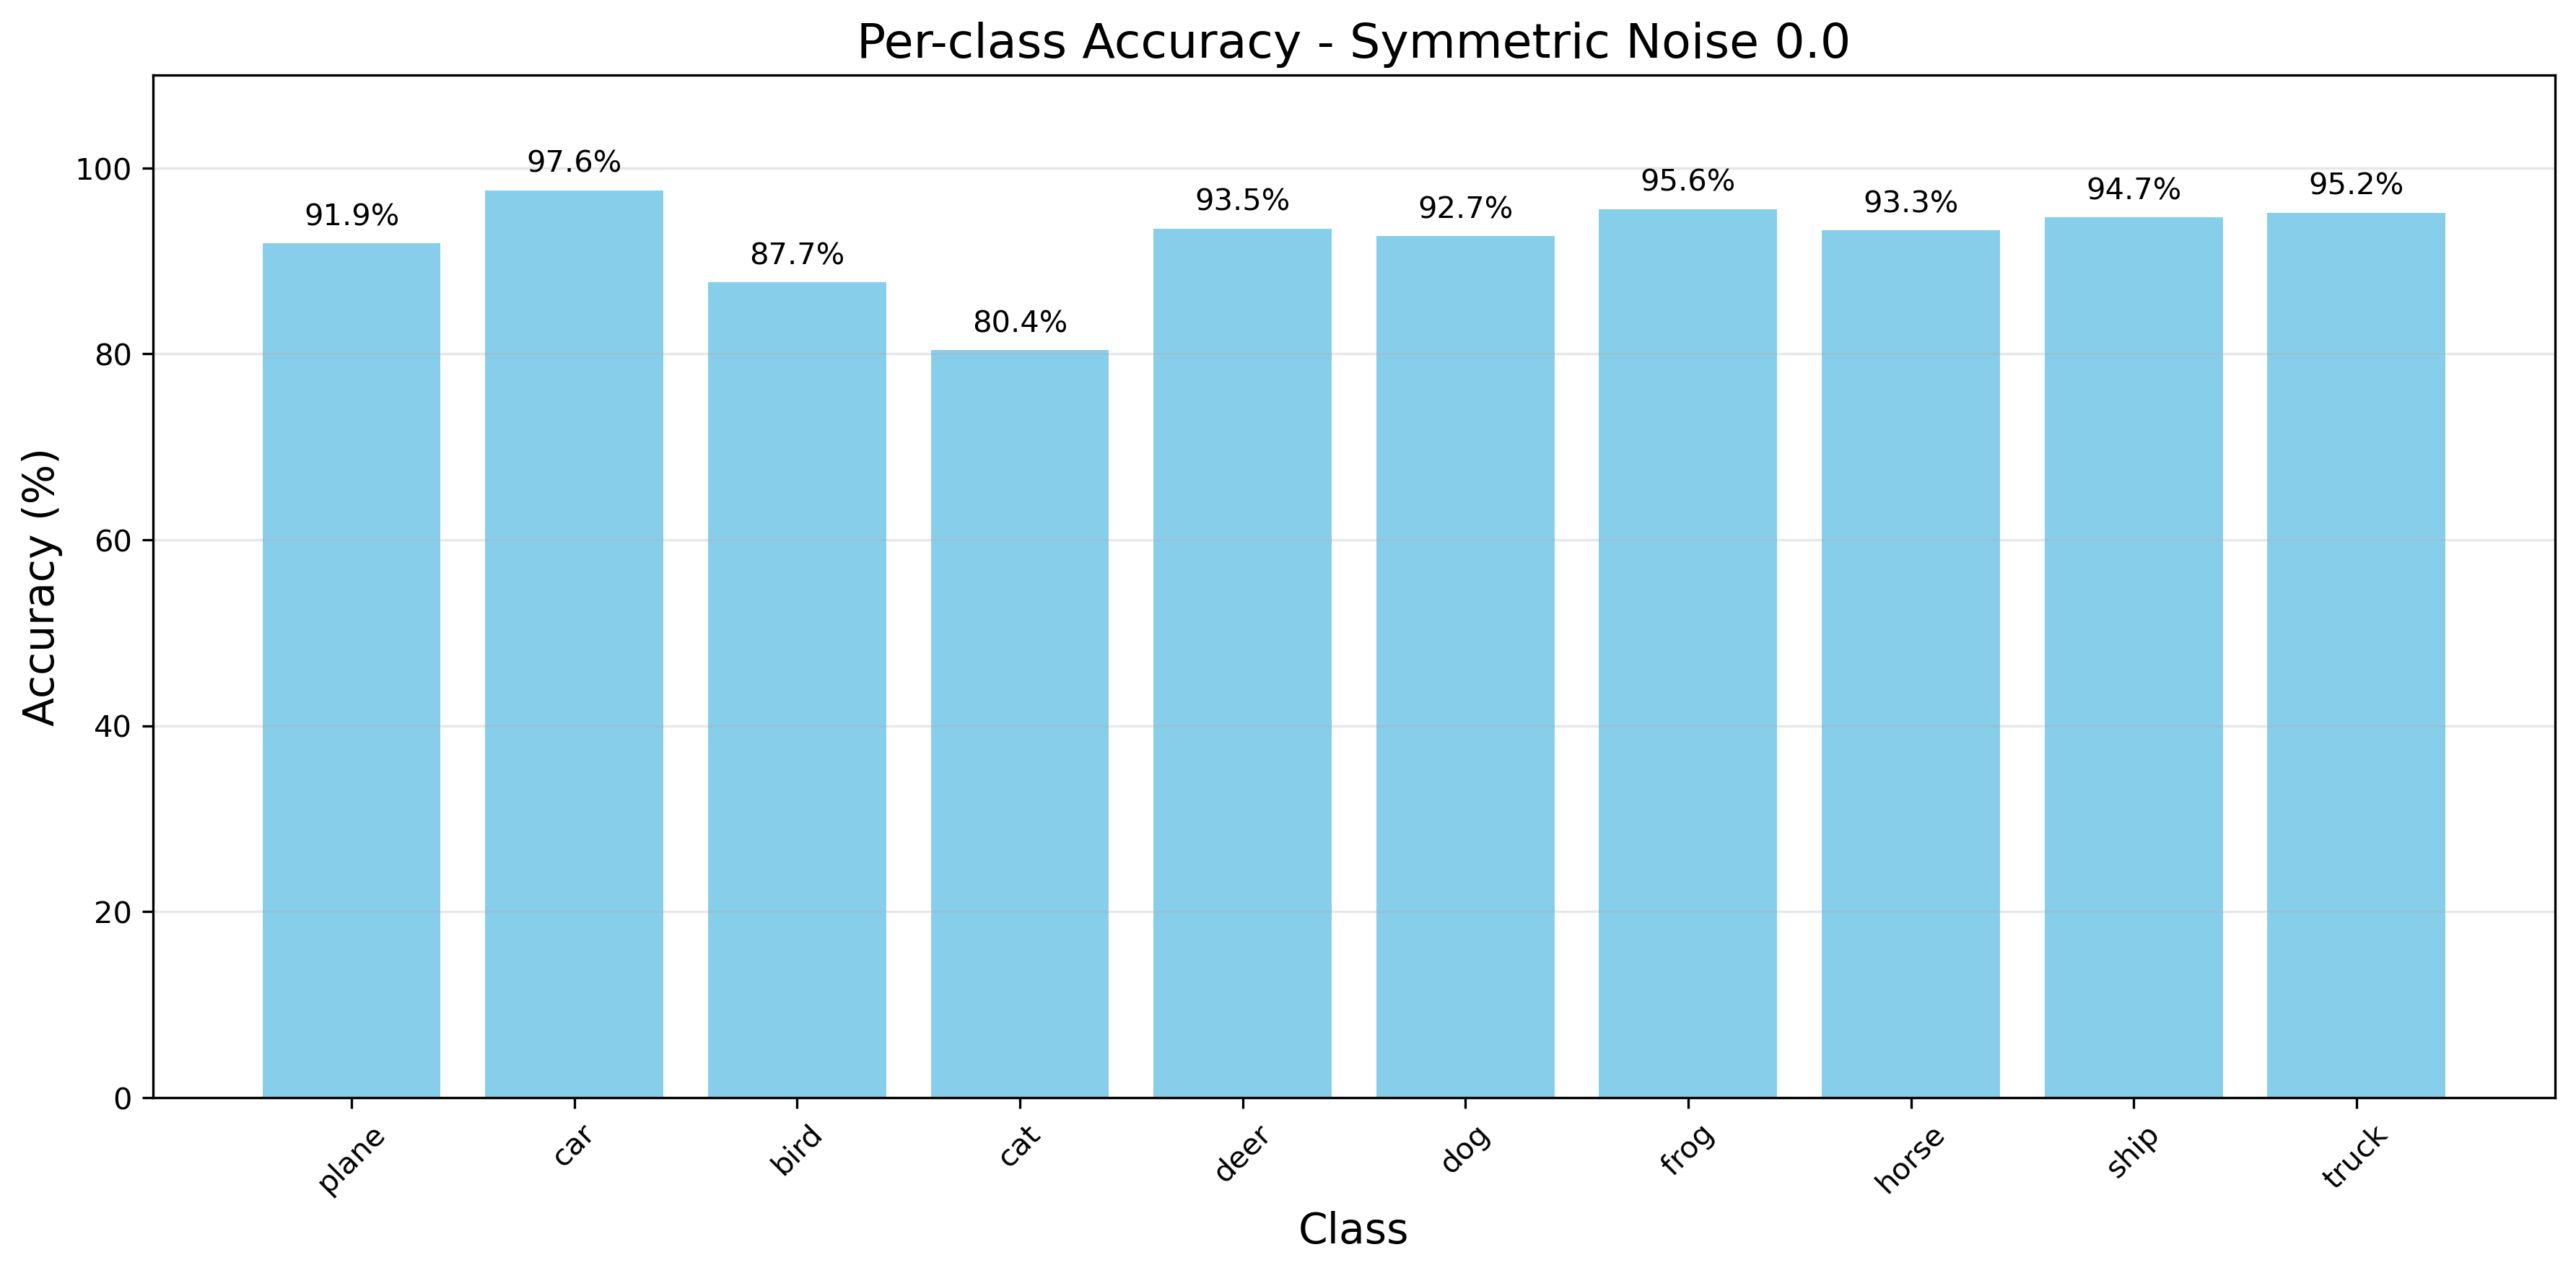 Per-class Accuracy - Symmetric Noise 0.0
Accuracy (%)
100
80
60
40
20
0
91.9%
97.6%
87.7%
80.4%
93.5%
92.7%
95.6%
93.3%
94.7%
95.2%
plane
car
bird
cat
deer
dog
frog
horse
ship
truck
Class